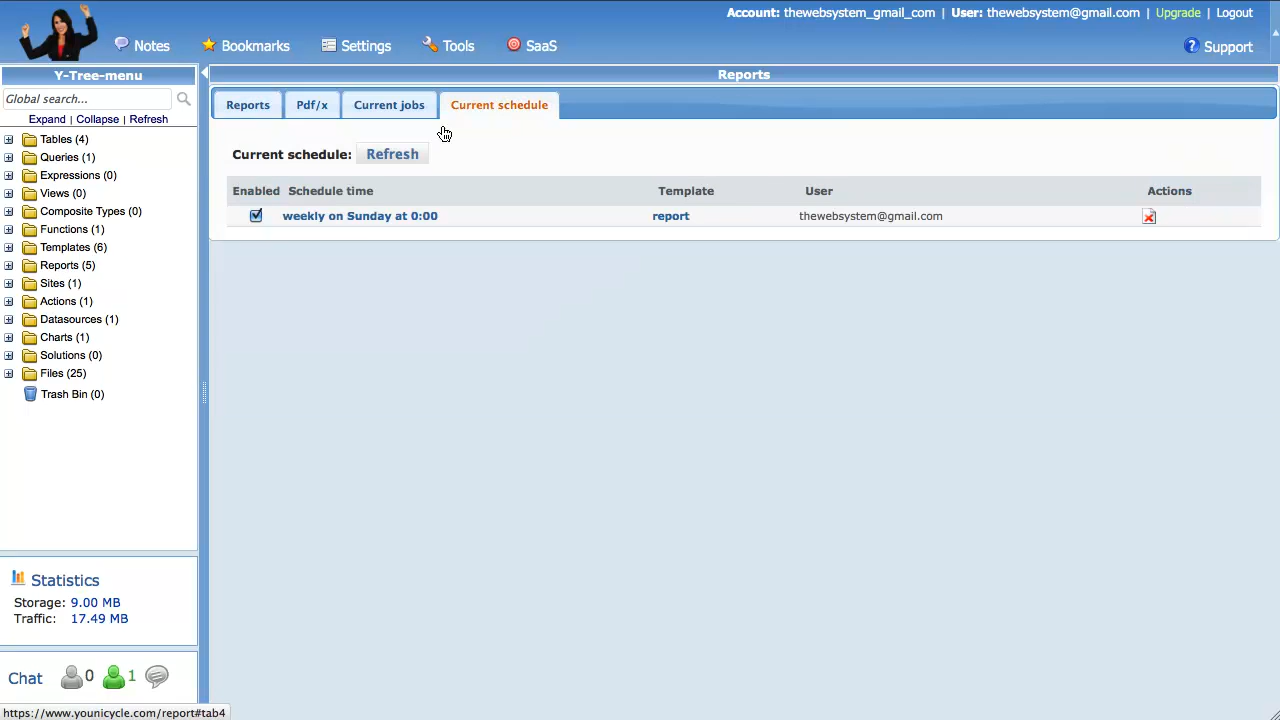 Account: thewebsystem_gmail_com | User: thewebsystem@gmail.com | Upgrade | Logout
Notes Bookmarks Settings Tools SaaS Support
Y-Tree-menu
Reports
Global search...
Expand | Collapse | Refresh
Tables (4)
Queries (1)
Expressions (0)
Views (0)
Composite Types (0)
Functions (1)
Templates (6)
Reports (5)
Sites (1)
Actions (1)
Datasources (1)
Charts (1)
Solutions (0)
Files (25)
Trash Bin (0)
Reports Pdf/x Current jobs Current schedule
Current schedule: Refresh
Enabled Schedule time Template User Actions
weekly on Sunday at 0:00 report thewebsystem@gmail.com
Statistics
Storage: 9.00 MB
Traffic: 17.49 MB
Chat 0 1
https://www.younicycle.com/report#tab4